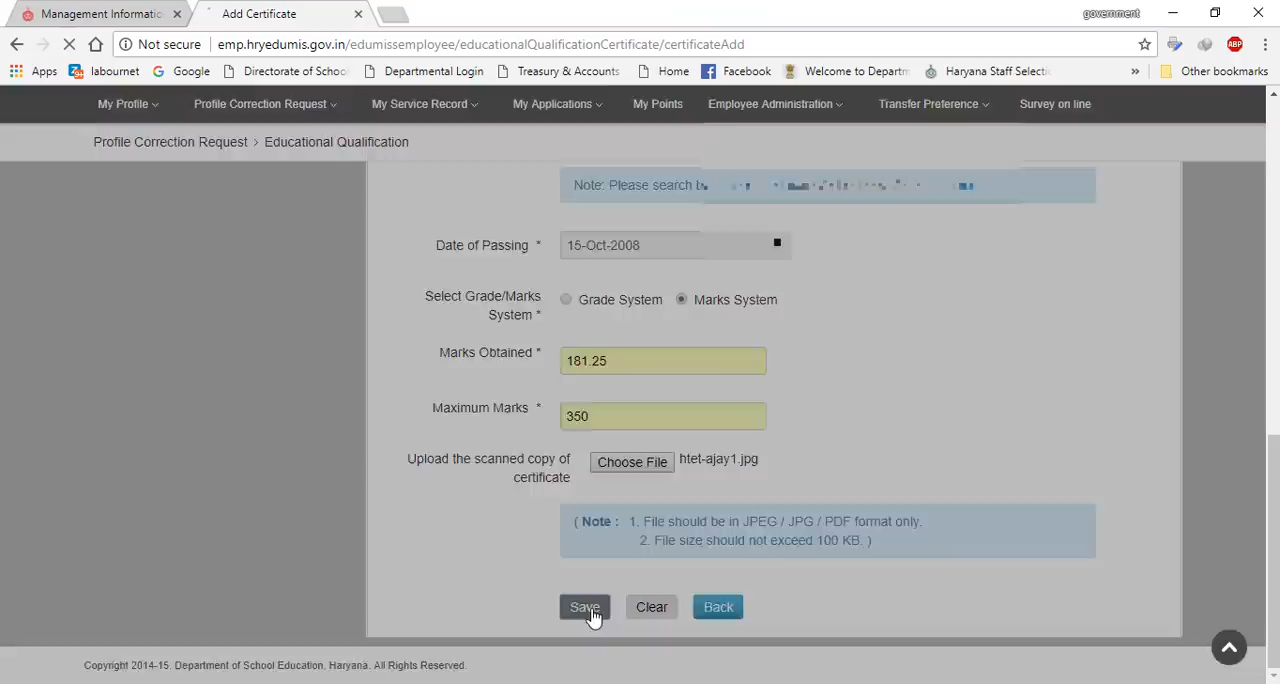 Management Informatio
Add Certificate
government
Not secure
emp.hryedumis.gov.in/edumissemployee/educationalQualificationCertificate/certificateAdd
ABP
Apps labournet Google Directorate of Schoo Departmental Login Treasury & Accounts Home Facebook Welcome to Departm Haryana Staff Selecti » Other bookmarks
My Profile Profile Correction Request My Service Record My Applications My Points Employee Administration Transfer Preference Survey on line
Profile Correction Request > Educational Qualification
Note: Please search
Date of Passing * 15-Oct-2008
Select Grade/Marks
System *
Grade System Marks System
Marks Obtained * 181.25
Maximum Marks * 350
Upload the scanned copy of
certificate
Choose File htet-ajay1.jpg
( Note : 1. File should be in JPEG / JPG / PDF format only.
2. File size should not exceed 100 KB. )
Save Clear Back
Copyright 2014-15. Department of School Education, Haryana. All Rights Reserved.